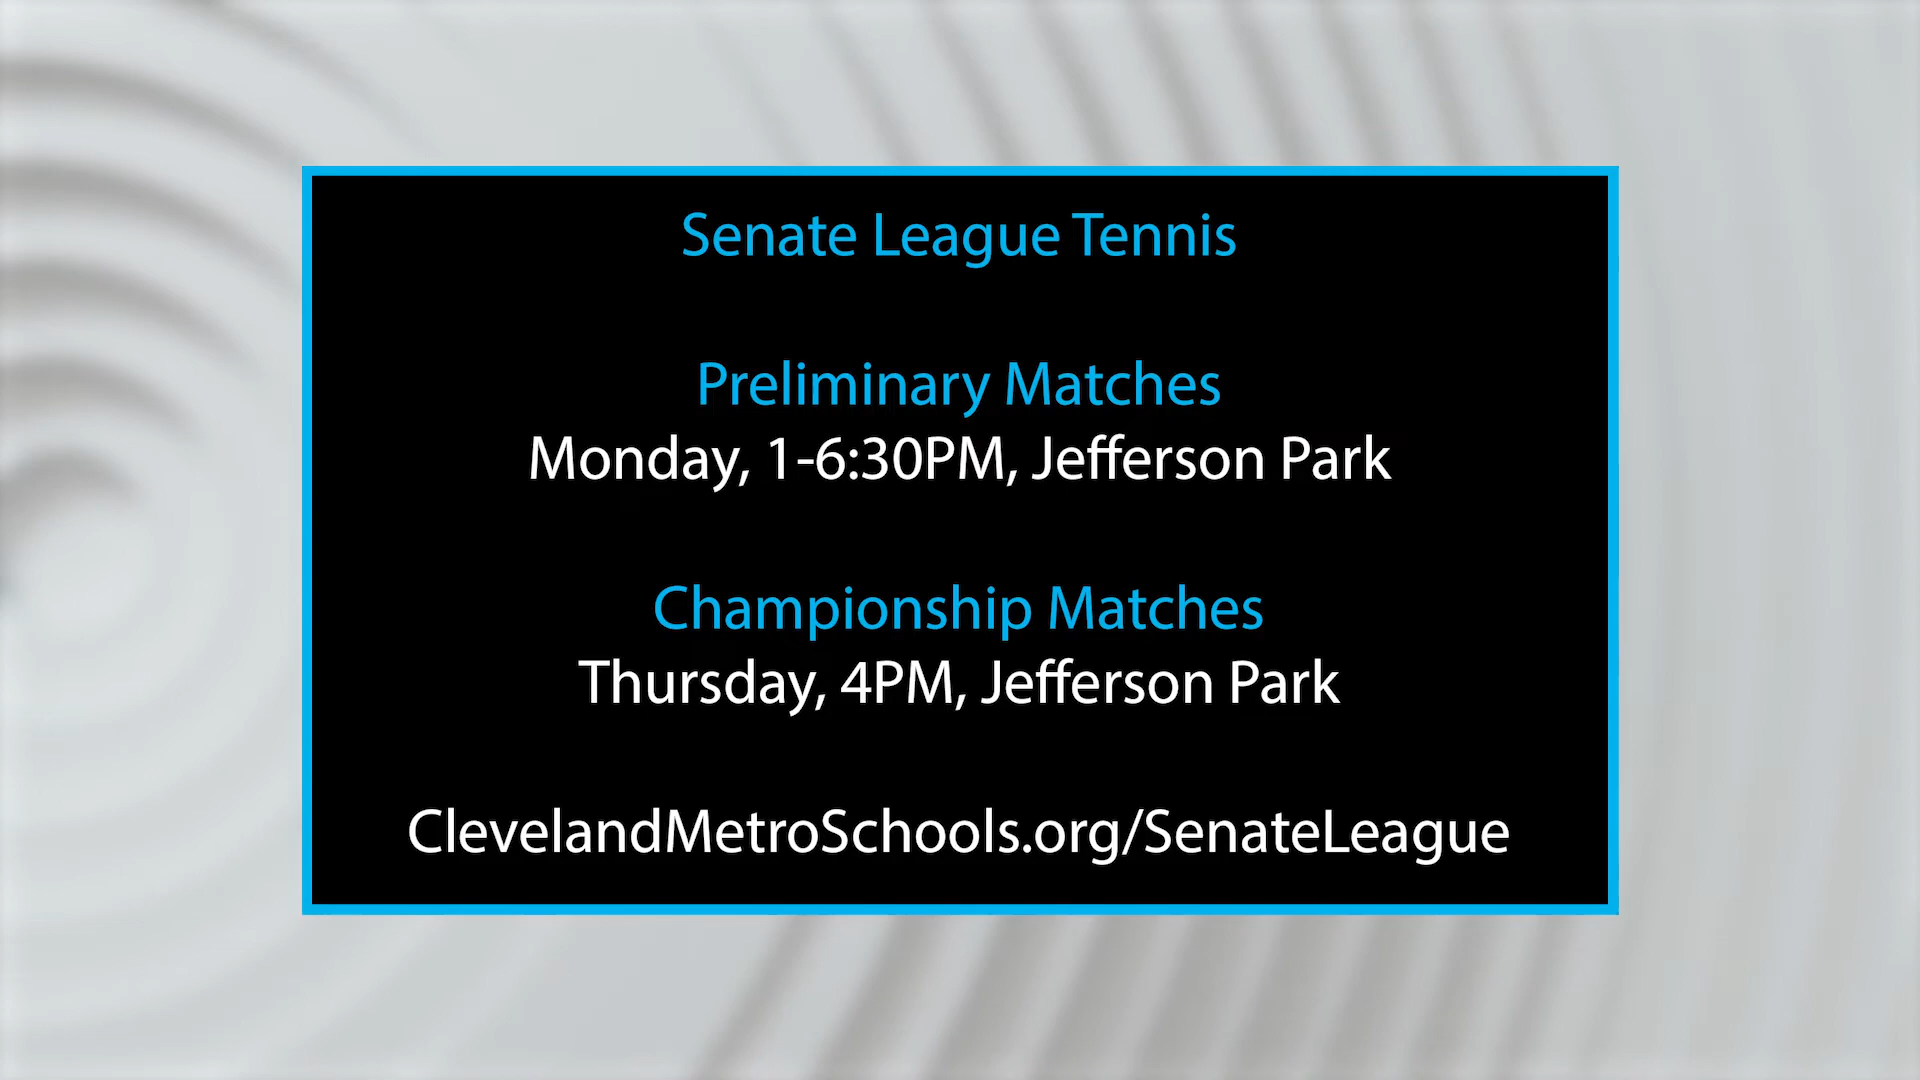 Senate League Tennis
Preliminary Matches
Monday, 1-6:30PM, Jefferson Park
Championship Matches
Thursday, 4PM, Jefferson Park
ClevelandMetroSchools.org/SenateLeague